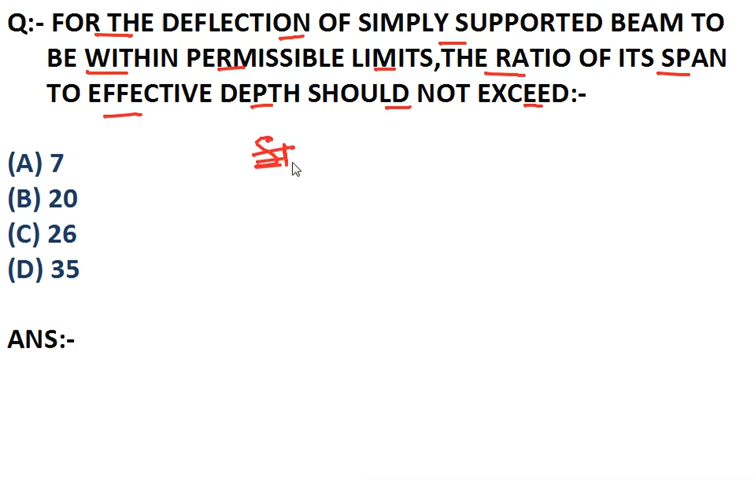 Q:- FOR THE DEFLECTION OF SIMPLY SUPPORTED BEAM TO
BE WITHIN PERMISSIBLE LIMITS,THE RATIO OF ITS SPAN
TO EFFECTIVE DEPTH SHOULD NOT EXCEED:-
(A) 7
(B) 20
(C) 26
(D) 35
ANS:-